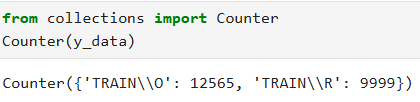 from collections import Counter
Counter(y_data)
Counter({'TRAIN\\O': 12565, 'TRAIN\\R': 9999})